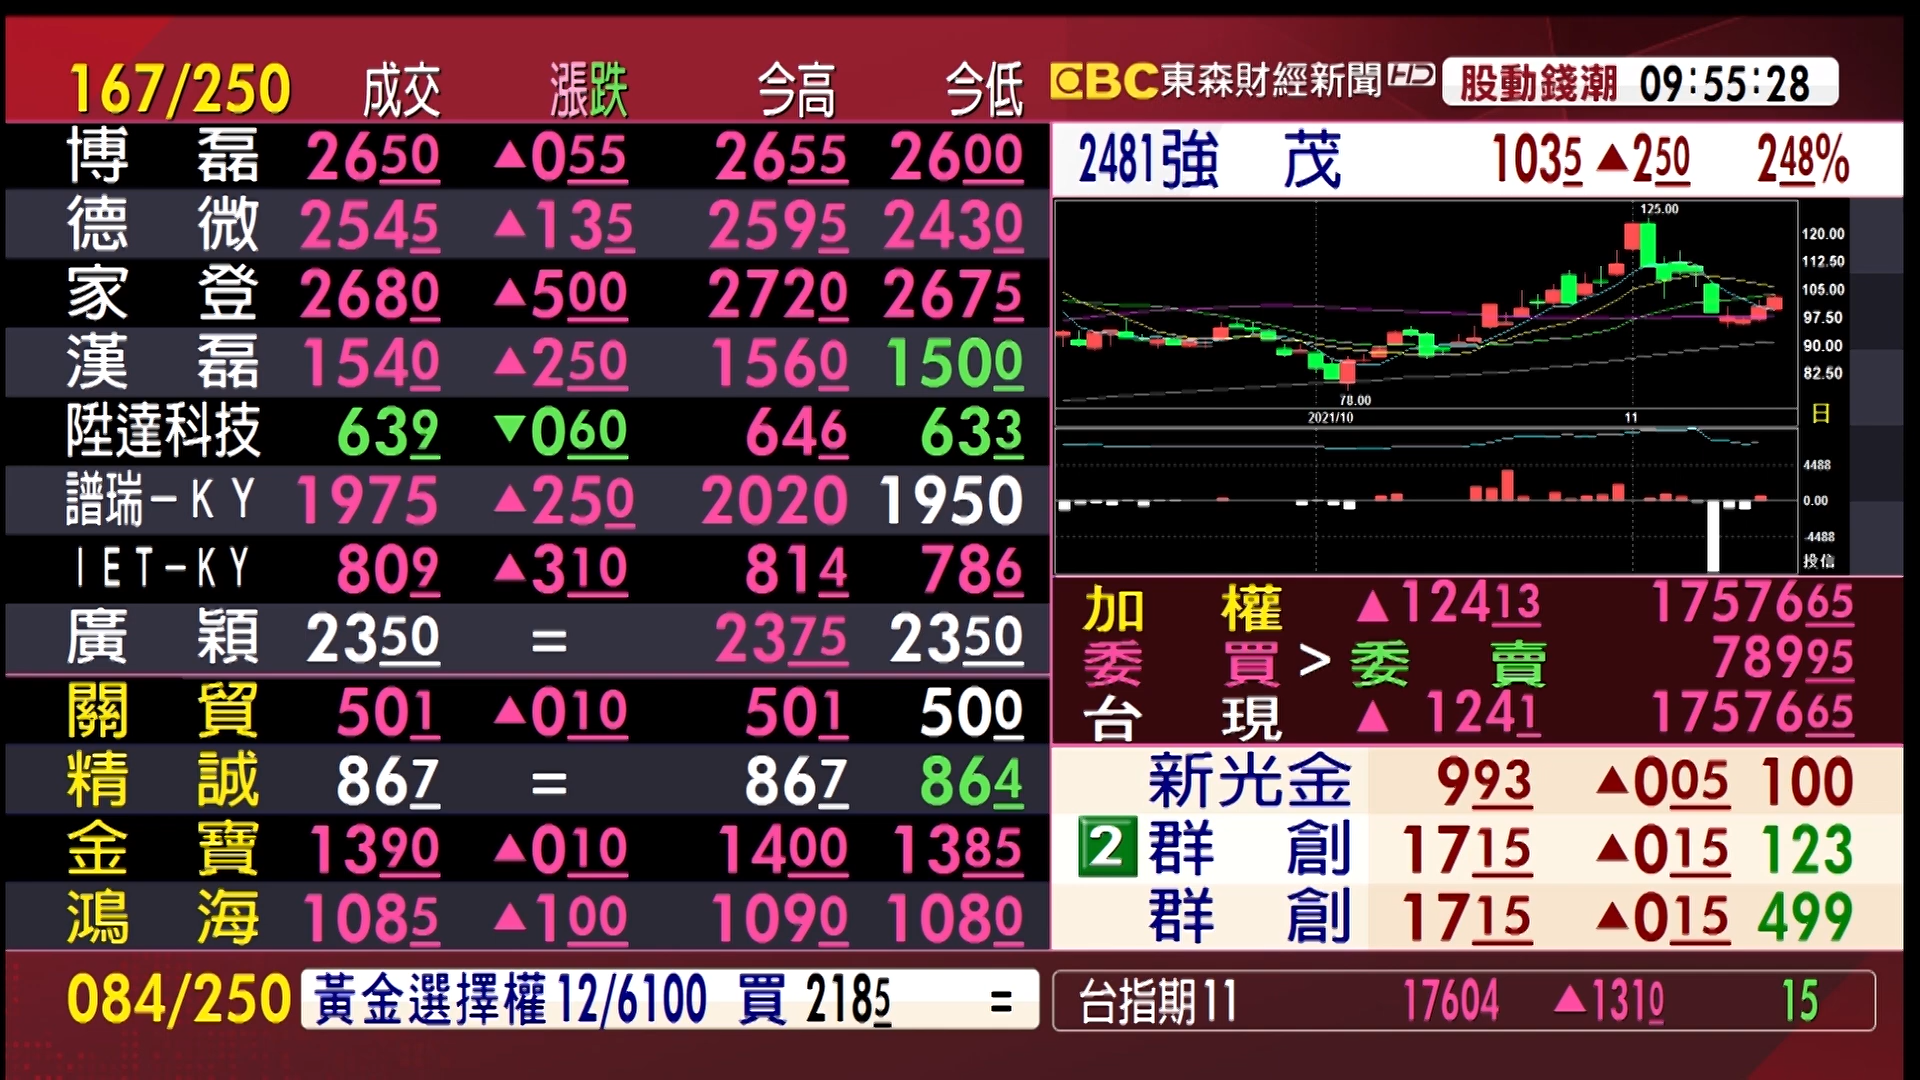 167/250 成交 漲跌 今高 今低
博磊 2650 ▲055 2655 2600
德微 2545 ▲135 2595 2430
家登 2680 ▲500 2720 2675
漢磊 1540 ▲250 1560 1500
陞達科技 639 ▼060 646 633
譜瑞-KY 1975 ▲250 2020 1950
IET-KY 809 ▲310 814 786
廣穎 2350 = 2375 2350
關貿 501 ▲010 501 500
精誠 867 = 867 864
金寶 1390 ▲010 1400 1385
鴻海 1085 ▲100 1090 1080
084/250 黃金選擇權12/6100 買 2185 =
EBC東森財經新聞HD 股動錢潮 09:55:28
2481強茂 1035 ▲250 248%
125.00
120.00
112.50
105.00
97.50
90.00
82.50
78.00
2021/10 11 日
4488
0.00
-4488
投信
加權 ▲12413 1757665
委買>委賣 78995
台現 ▲1241 1757665
新光金 993 ▲005 100
2 群創 1715 ▲015 123
群創 1715 ▲015 499
台指期11 17604 ▲1310 15